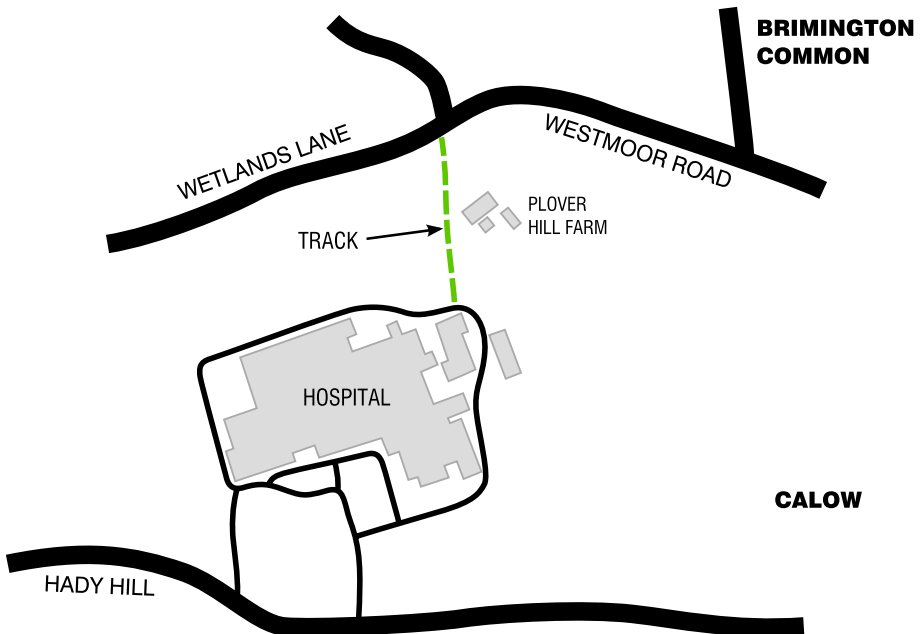 BRIMINGTON
COMMON
WETLANDS LANE
WESTMOOR ROAD
PLOVER
HILL FARM
TRACK
HOSPITAL
CALOW
HADY HILL